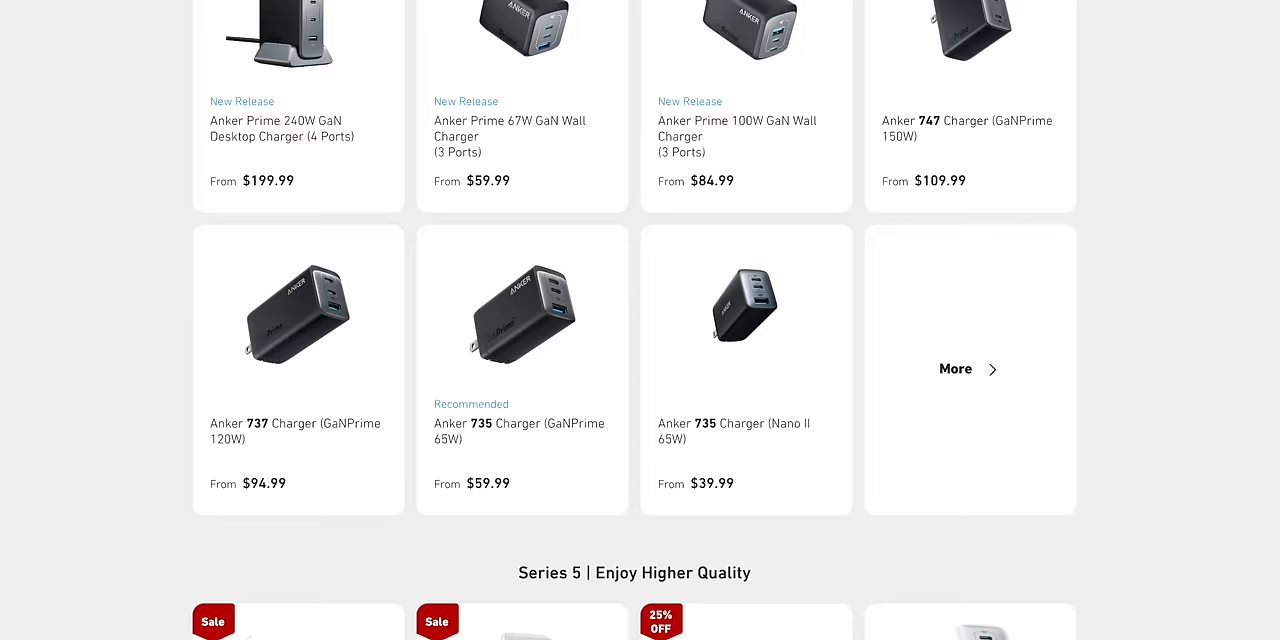 ANKER
ANKER
New Release
New Release
New Release
Anker Prime 240W GaN
Desktop Charger (4 Ports)
Anker Prime 67W GaN Wall
Charger
(3 Ports)
Anker Prime 100W GaN Wall
Charger
(3 Ports)
Anker 747 Charger (GaNPrime
150W)
From $199.99
From $59.99
From $84.99
From $109.99
ANKER
Prime
ANKER
Prime
ANKER
More
Recommended
Anker 737 Charger (GaNPrime
120W)
Anker 735 Charger (GaNPrime
65W)
Anker 735 Charger (Nano II
65W)
From $94.99
From $59.99
From $39.99
Series 5 | Enjoy Higher Quality
Sale
Sale
25%
OFF